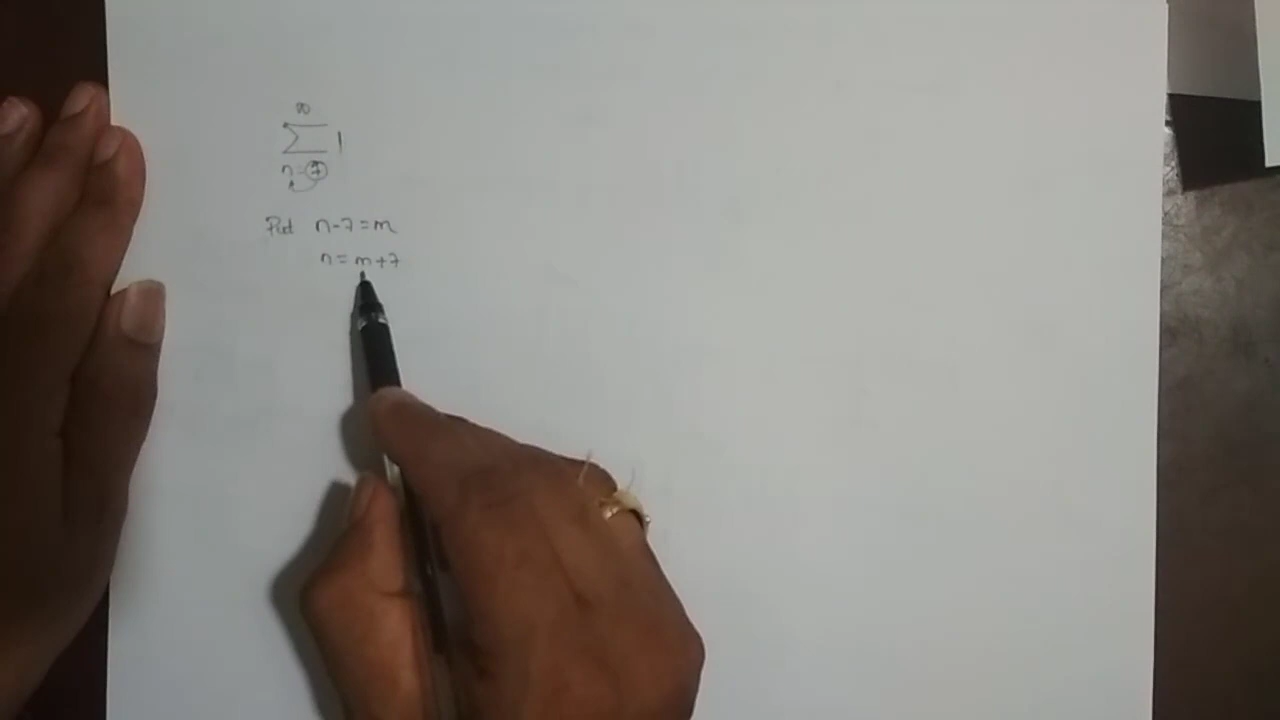 ∞
∑ 1
n=7
Put n-7=m
n=m+7